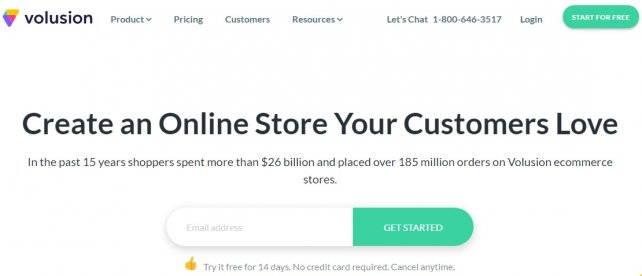 volusion Product Pricing Customers Resources Let's Chat 1-800-646-3517 Login START FOR FREE
Create an Online Store Your Customers Love
In the past 15 years shoppers spent more than $26 billion and placed over 185 million orders on Volusion ecommerce
stores.
Email address GET STARTED
Try it free for 14 days. No credit card required. Cancel anytime.